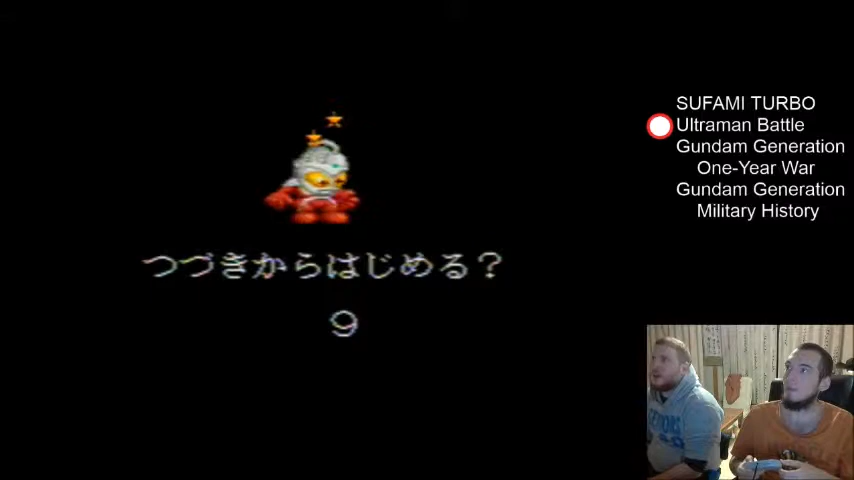 つづきからはじめる?
9
SUFAMI TURBO
Ultraman Battle
Gundam Generation
One-Year War
Gundam Generation
Military History